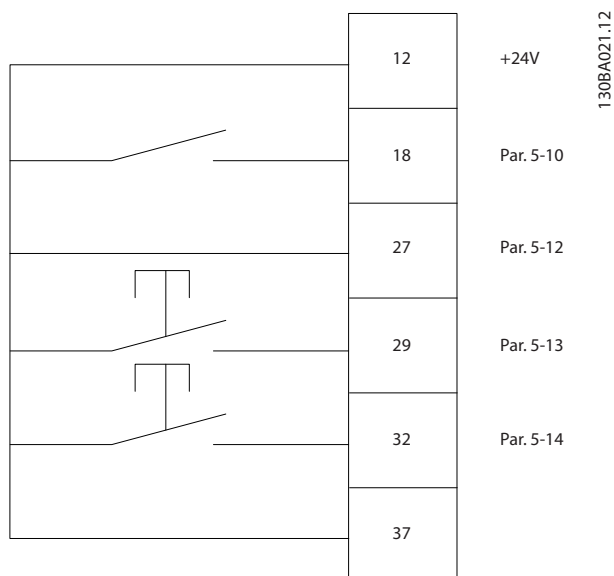 130BA021.12
12 +24V
18 Par. 5-10
27 Par. 5-12
29 Par. 5-13
32 Par. 5-14
37